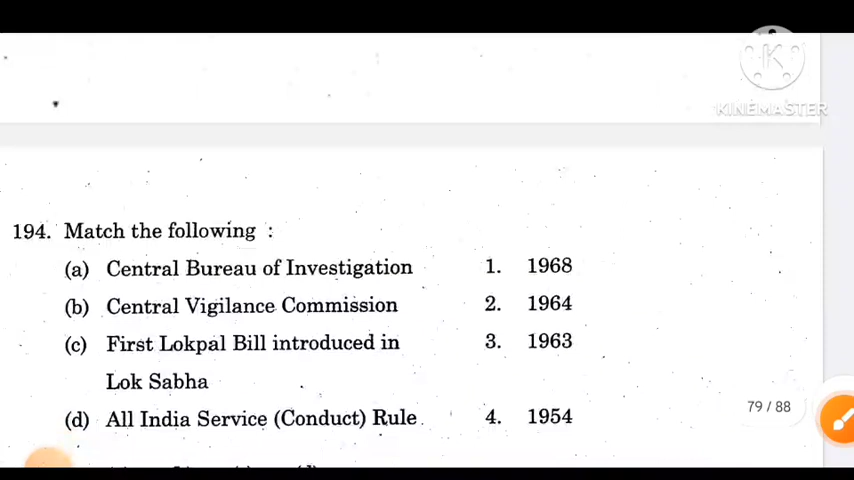 K
KINEMASTER
194. Match the following :
(a) Central Bureau of Investigation 1. 1968
(b) Central Vigilance Commission 2. 1964
(c) First Lokpal Bill introduced in 3. 1963
Lok Sabha
(d) All India Service (Conduct) Rule 4. 1954
79 / 88